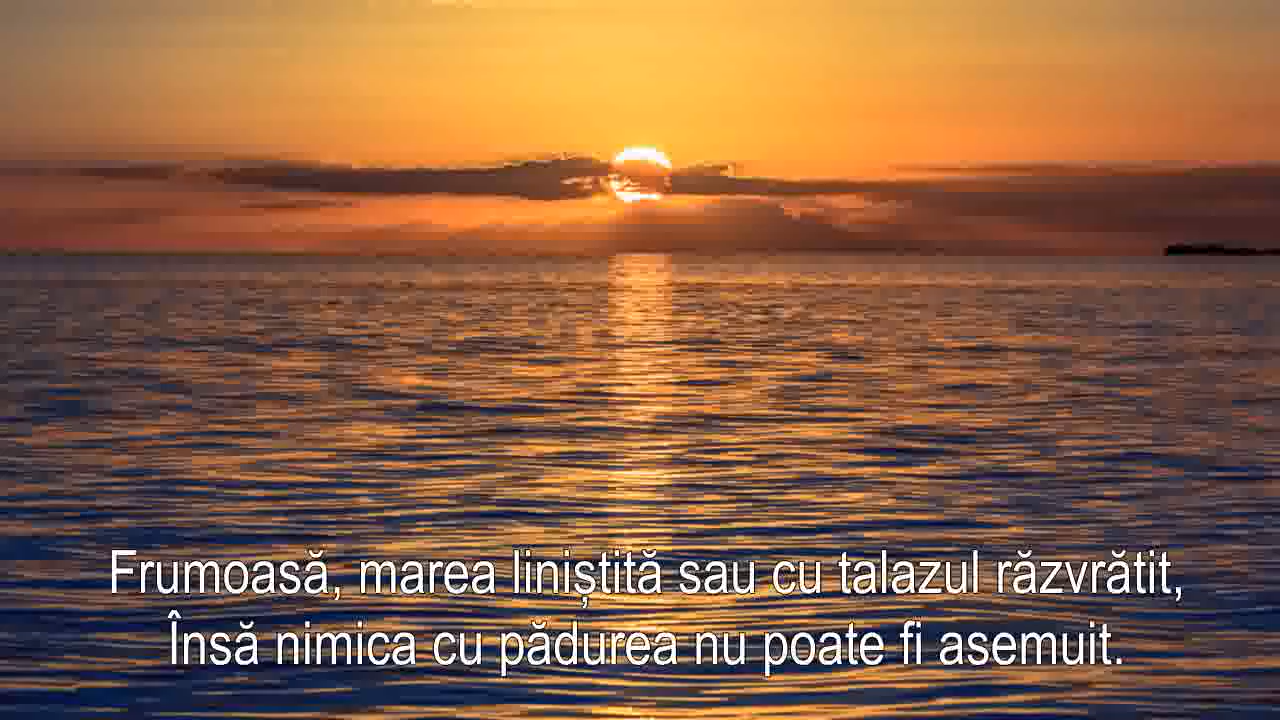 Frumoasă, marea liniștită sau cu talazul răzvrătit,
Însă nimica cu pădurea nu poate fi asemuit.